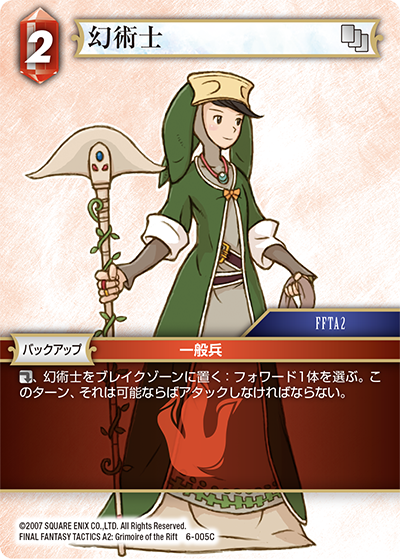 2
幻術士
FFTA2
バックアップ
一般兵
、幻術士をブレイクゾーンに置く：フォワード1体を選ぶ。こ
のターン、それは可能ならばアタックしなければならない。
©2007 SQUARE ENIX CO.,LTD. All Rights Reserved.
FINAL FANTASY TACTICS A2: Grimoire of the Rift 6-005C